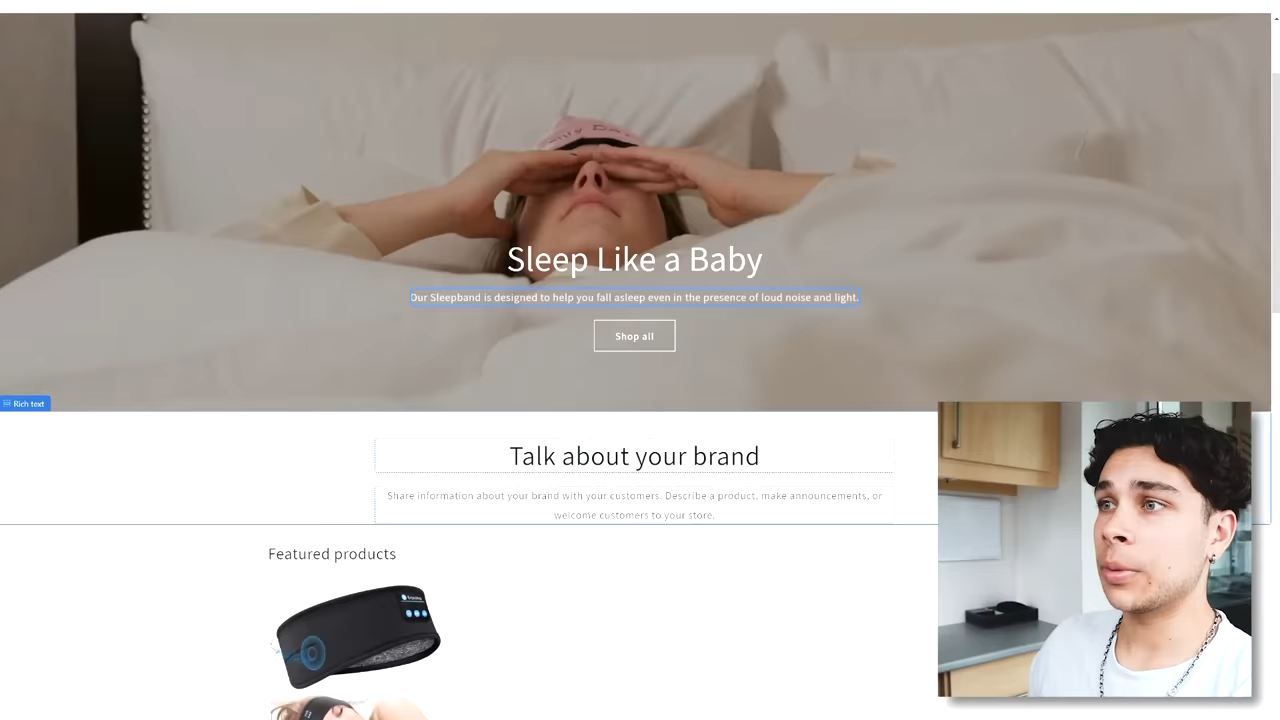 Sleep Like a Baby
Our Sleepband is designed to help you fall asleep even in the presence of loud noise and light.
Shop all
Rich text
Talk about your brand
Share information about your brand with your customers. Describe a product, make announcements, or
welcome customers to your store.
Featured products